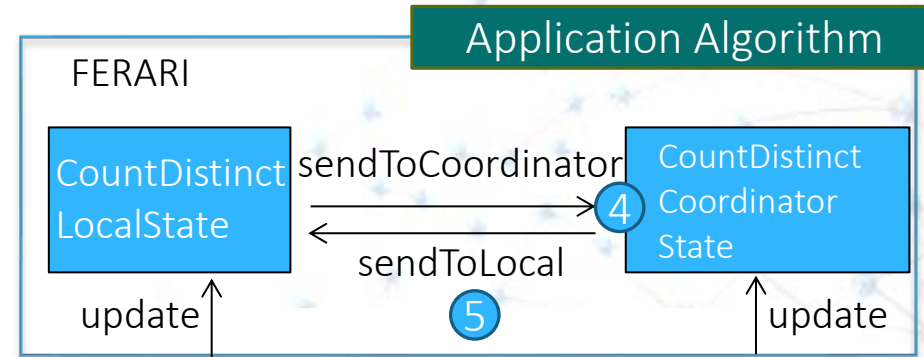 Application Algorithm
FERARI
CountDistinct
LocalState
sendToCoordinator
4
CountDistinct
Coordinator
State
sendToLocal
5
update
update